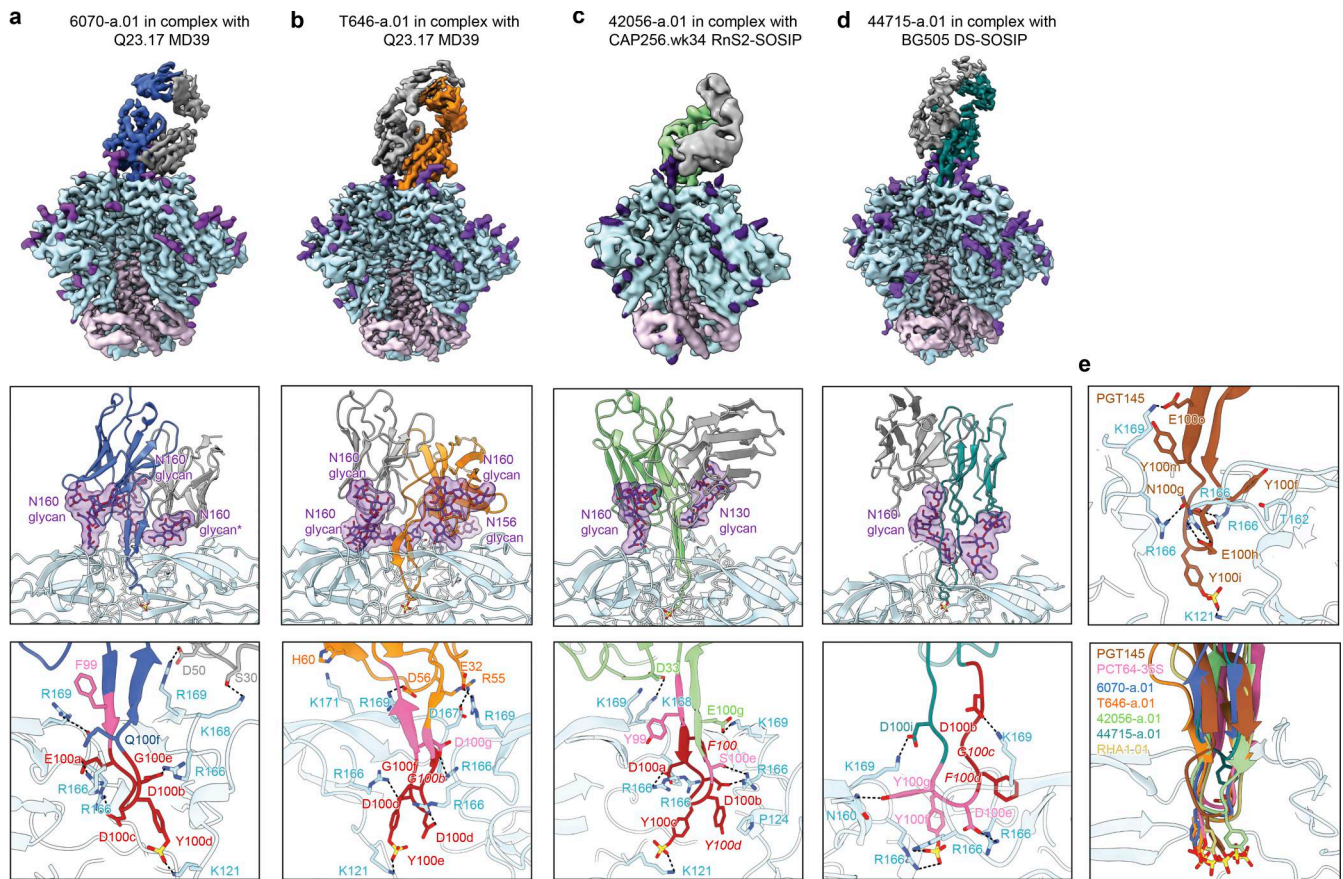 a
6070-a.01 in complex with
Q23.17 MD39
b
T646-a.01 in complex with
Q23.17 MD39
c
42056-a.01 in complex with
CAP256.wk34 RnS2-SOSIP
d
44715-a.01 in complex with
BG505 DS-SOSIP
N160
glycan
N160
glycan
N160
glycan*
N160
glycan
N160
glycan
N160
glycan
N156
glycan
N160
glycan
N130
glycan
N160
glycan
e
PGT145
K169
E100o
Y100m
N100g
R166
Y100f
R166
T162
R166
E100h
Y100i
K121
F99
D50
S30
R169
R169
K168
Q100f
E100a
G100e
R166
R166
D100b
R166
D100c
Y100d
K121
H60
E32
D56
R55
K171
R169
D167
R169
D100g
R166
G100f
G100b
R166
D100c
R166
D100d
Y100e
K121
D33
K169
K168
E100g
Y99
K169
F100
S100e
D100a
R166
R166
R166
D100b
Y100c
P124
Y100d
K121
D100i
D100b
K169
G100c
K169
F100d
Y100g
N160
Y100f
D100e
R166
R166
R166
PGT145
PCT64-35S
6070-a.01
T646-a.01
42056-a.01
44715-a.01
RHA1-01